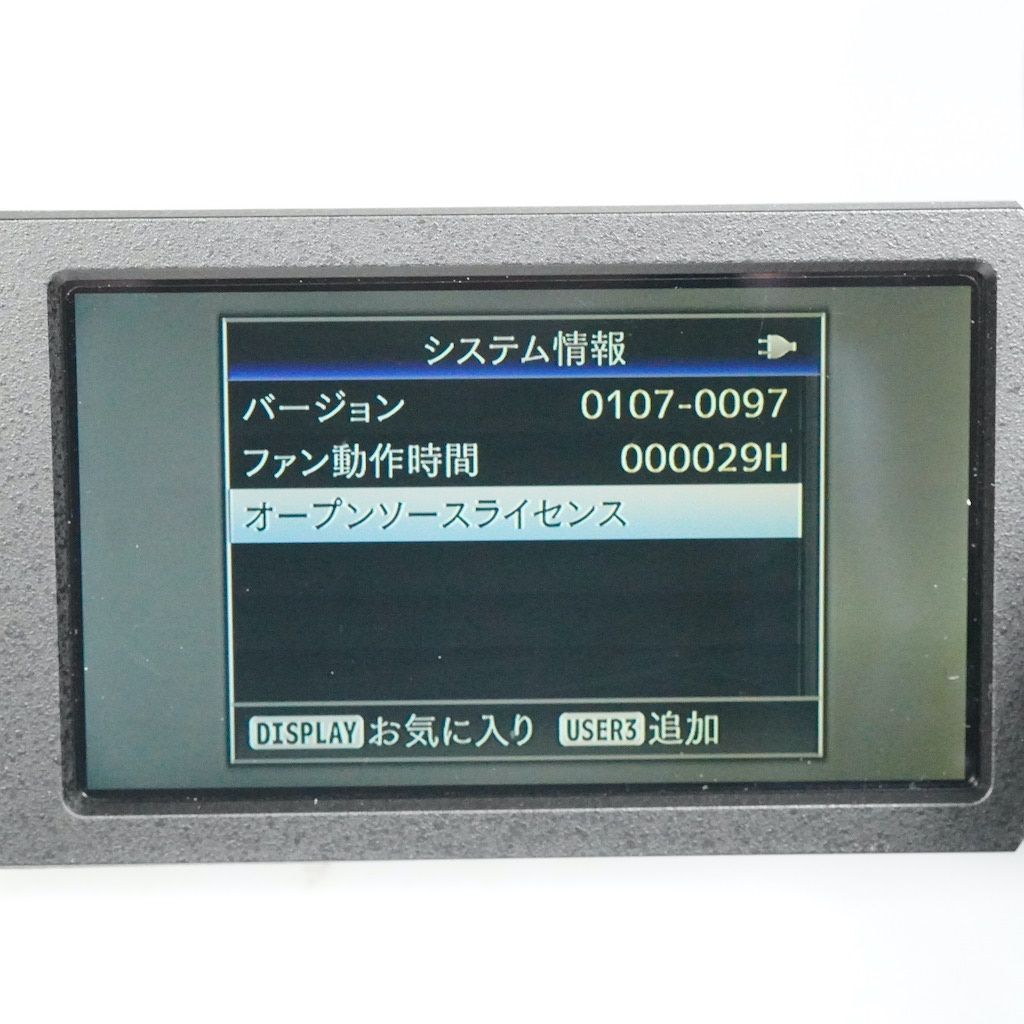 システム情報
バージョン 0107-0097
ファン動作時間 000029H
オープンソースライセンス
DISPLAY お気に入り USER3 追加